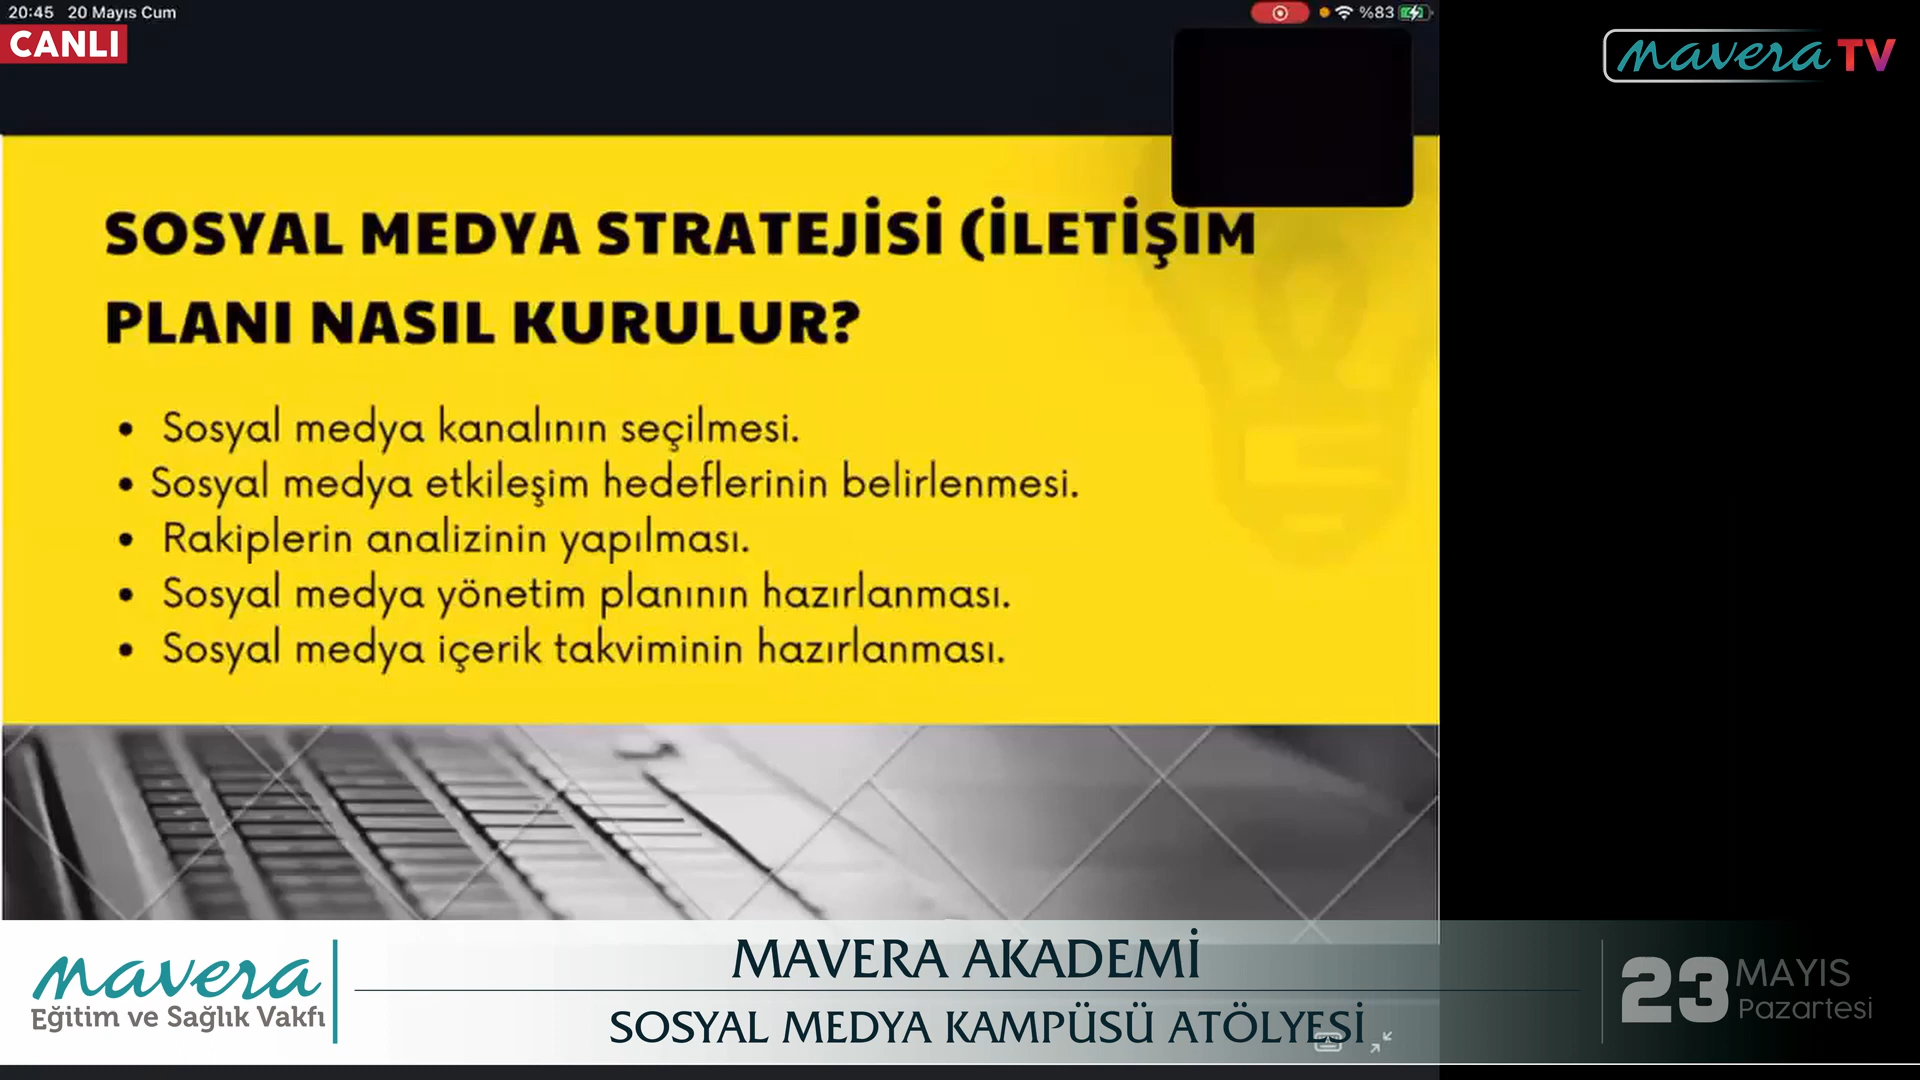 20:45 20 Mayıs Cum
%83
CANLI
mavera TV
SOSYAL MEDYA STRATEJİSİ (İLETİŞİM
PLANI NASIL KURULUR?
• Sosyal medya kanalının seçilmesi.
• Sosyal medya etkileşim hedeflerinin belirlenmesi.
• Rakiplerin analizinin yapılması.
• Sosyal medya yönetim planının hazırlanması.
• Sosyal medya içerik takviminin hazırlanması.
mavera
Eğitim ve Sağlık Vakfı
MAVERA AKADEMİ
SOSYAL MEDYA KAMPÜSÜ ATÖLYESİ
23 MAYIS
Pazartesi